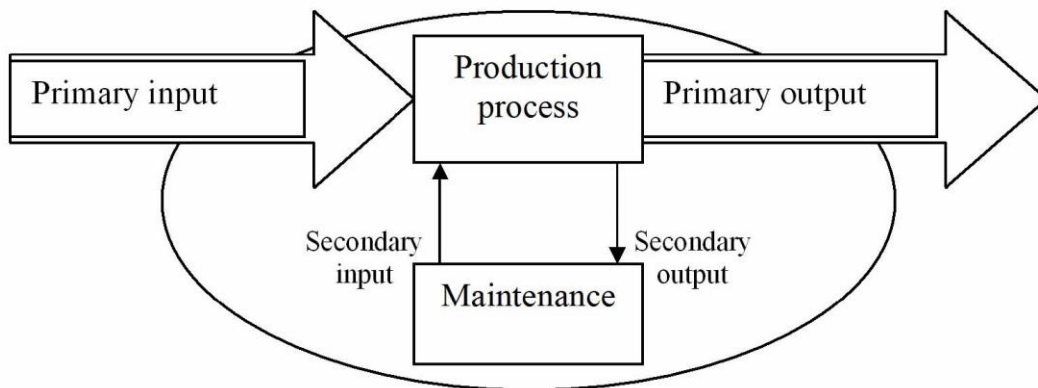 Primary input
Production
process
Primary output
Secondary
input
Secondary
output
Maintenance